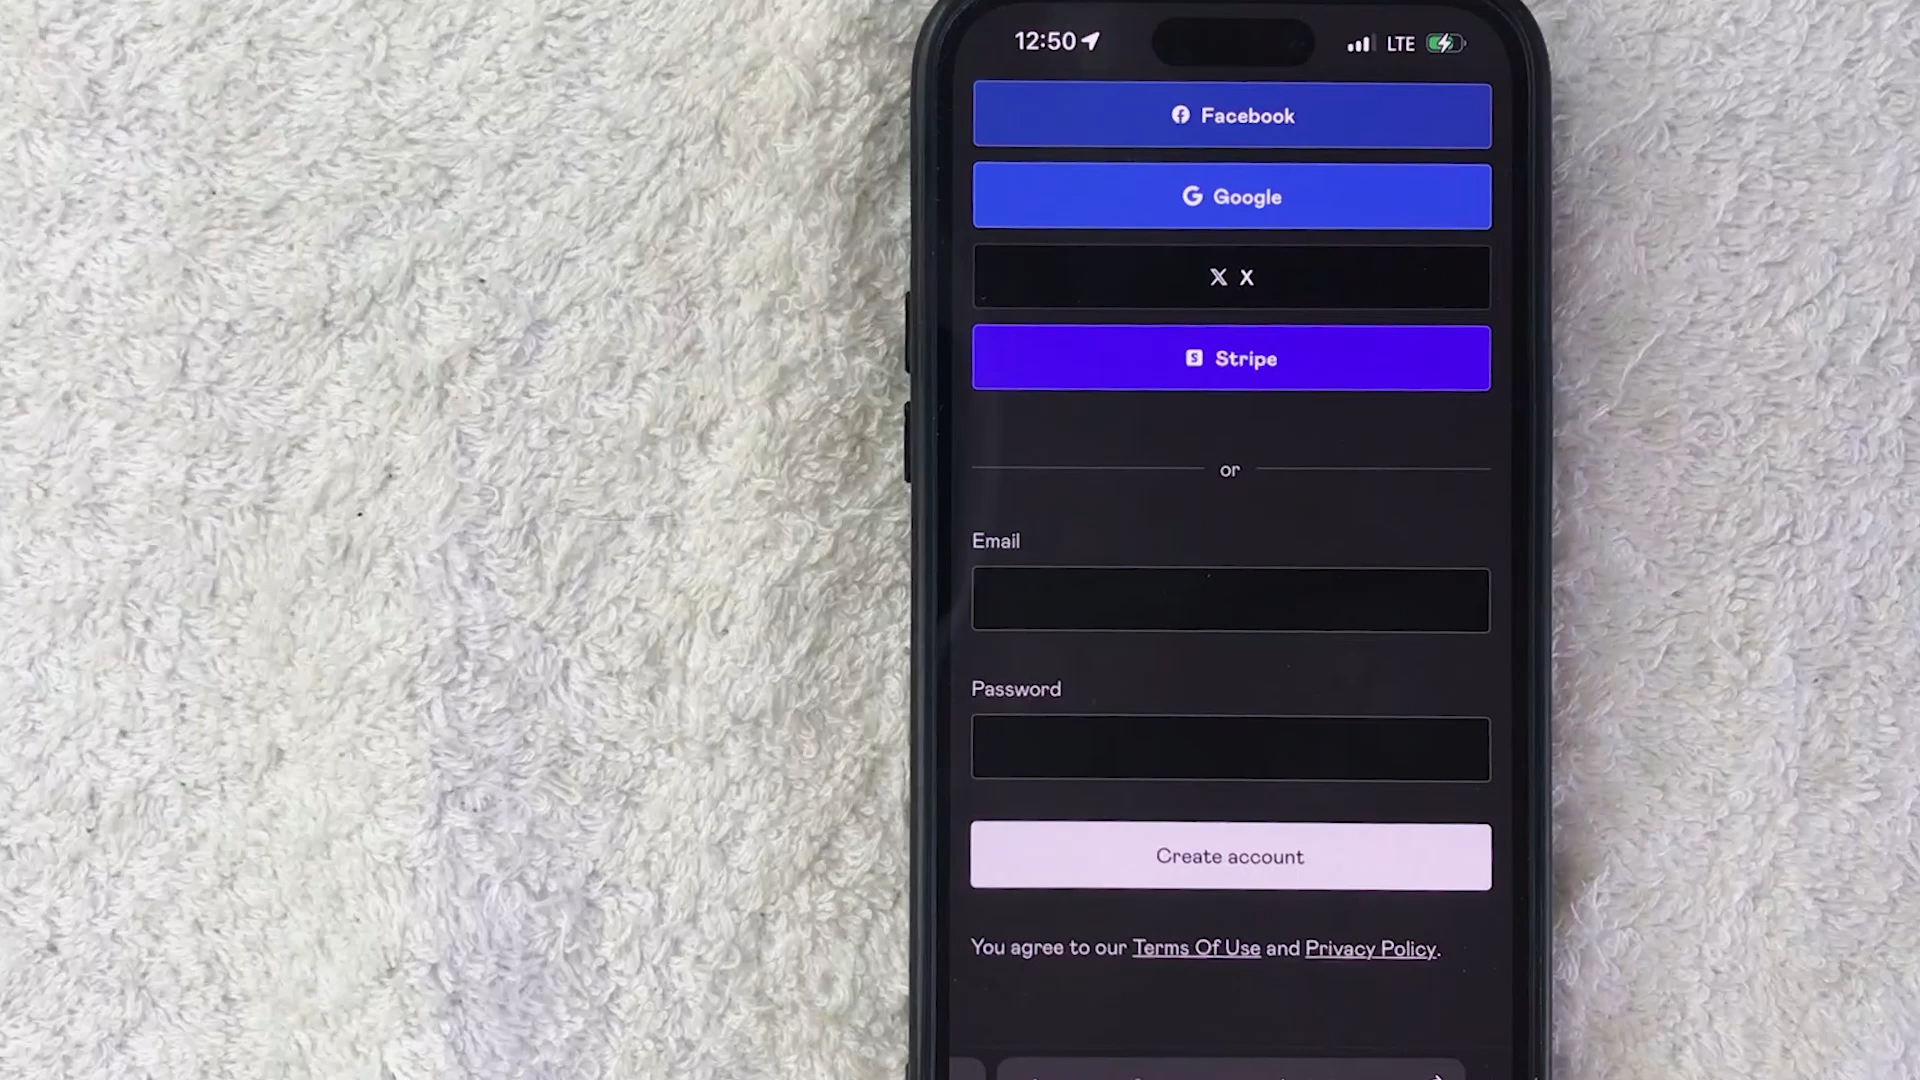 12:50 LTE
Facebook
Google
X
Stripe
or
Email
Password
Create account
You agree to our Terms Of Use and Privacy Policy.